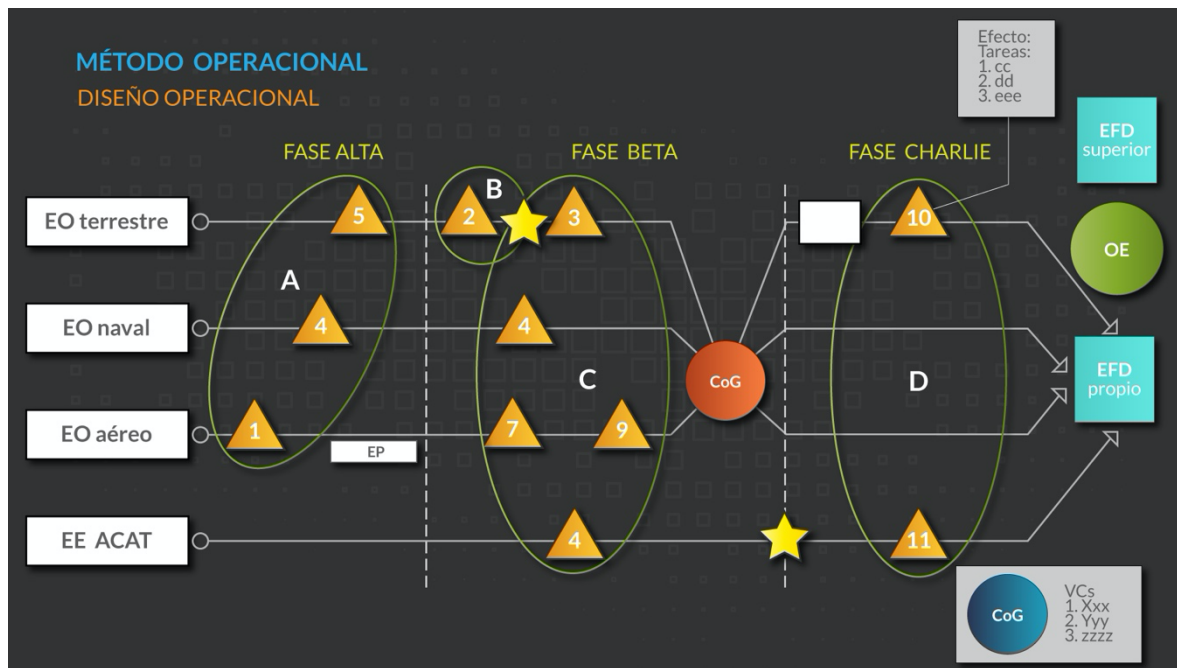 MÉTODO OPERACIONAL
DISEÑO OPERACIONAL
Efecto:
Tareas:
1. cc
2. dd
3. eee
EFD
superior
FASE ALTA
FASE BETA
FASE CHARLIE
EO terrestre
5
2
B
3
10
OE
A
EO naval
4
4
CoG
C
D
EFD
propio
EO aéreo
1
EP
7
9
EE ACAT
4
11
CoG
VCs
1. Xxx
2. Yyy
3. zzzz